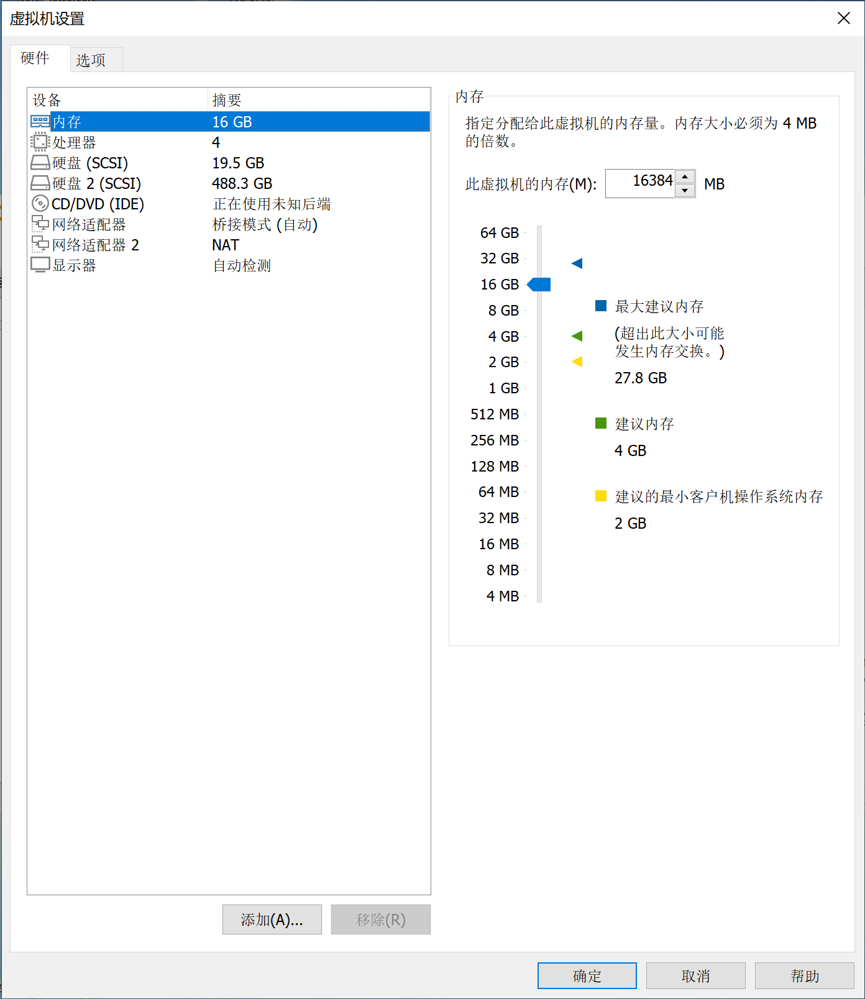 虚拟机设置
硬件
选项
设备 摘要
内存 16 GB
处理器 4
硬盘 (SCSI) 19.5 GB
硬盘 2 (SCSI) 488.3 GB
CD/DVD (IDE) 正在使用未知后端
网络适配器 桥接模式 (自动)
网络适配器 2 NAT
显示器 自动检测
添加(A)...
移除(R)
内存
指定分配给此虚拟机的内存量。内存大小必须为 4 MB
的倍数。
此虚拟机的内存(M): 16384 MB
64 GB
32 GB
16 GB
8 GB
4 GB
2 GB
1 GB
512 MB
256 MB
128 MB
64 MB
32 MB
16 MB
8 MB
4 MB
最大建议内存
(超出此大小可能
发生内存交换。)
27.8 GB
建议内存
4 GB
建议的最小客户机操作系统内存
2 GB
确定
取消
帮助